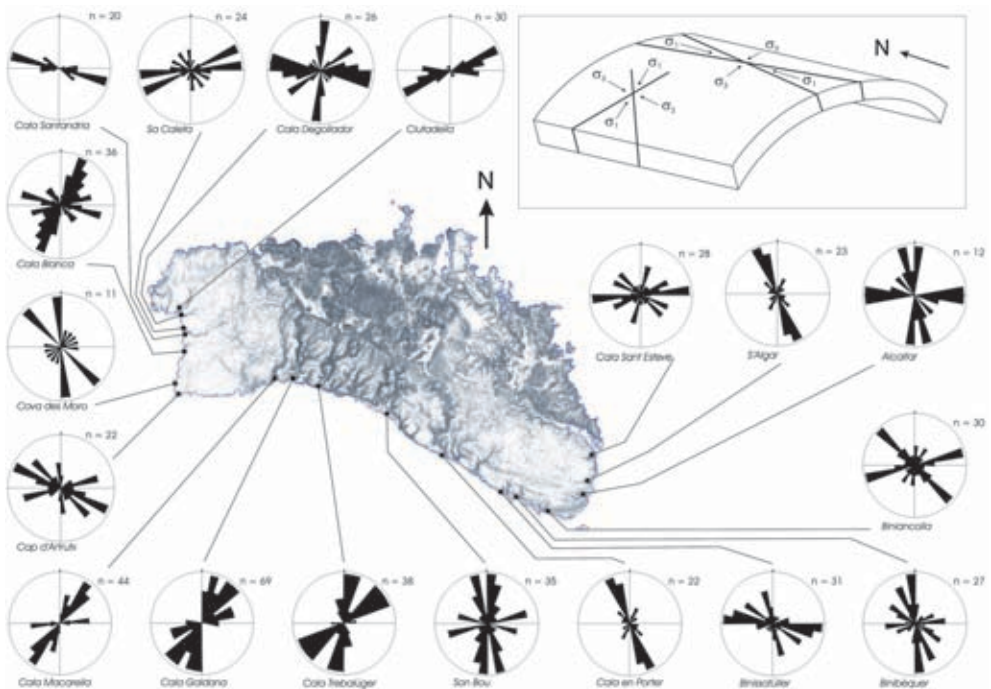 n = 20
n = 24
n = 26
n = 30
Cala Santandria
Sa Caleta
Cala Degollador
Ciutadella
N
σ1
σ3
σ3
σ1
σ3
σ1
σ3
σ1
n = 36
Cala Blanca
N
n = 11
Cova des Moro
n = 28
n = 23
n = 12
Cala Sant Esteve
S'Algar
Alcalfar
n = 22
Cap d'Artrutx
n = 30
Biniancolla
n = 44
n = 69
n = 38
n = 35
n = 22
n = 31
n = 27
Cala Macarella
Cala Galdana
Cala Trebalúger
Son Bou
Cala en Porter
Binissafúller
Binibèquer